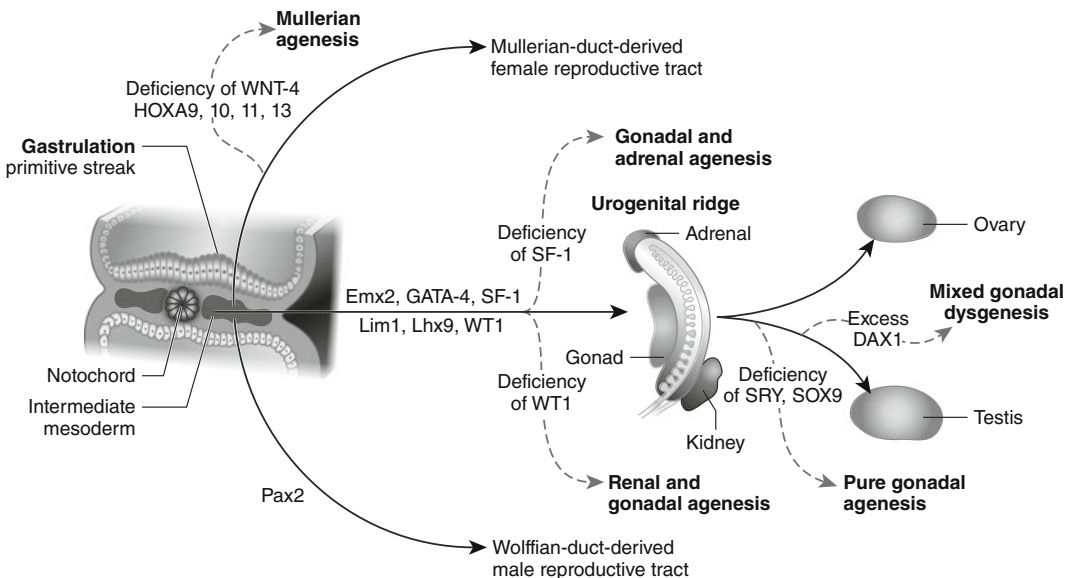 Mullerian
agenesis
Mullerian-duct-derived
female reproductive tract
Deficiency of WNT-4
HOXA9, 10, 11, 13
Gastrulation
primitive streak
Gonadal and
adrenal agenesis
Urogenital ridge
Adrenal
Ovary
Deficiency
of SF-1
Emx2, GATA-4, SF-1
Lim1, Lhx9, WT1
Mixed gonadal
dysgenesis
Excess
DAX1
Gonad
Notochord
Deficiency
of WT1
Deficiency
of SRY, SOX9
Intermediate
mesoderm
Testis
Kidney
Renal and
gonadal agenesis
Pure gonadal
agenesis
Pax2
Wolffian-duct-derived
male reproductive tract